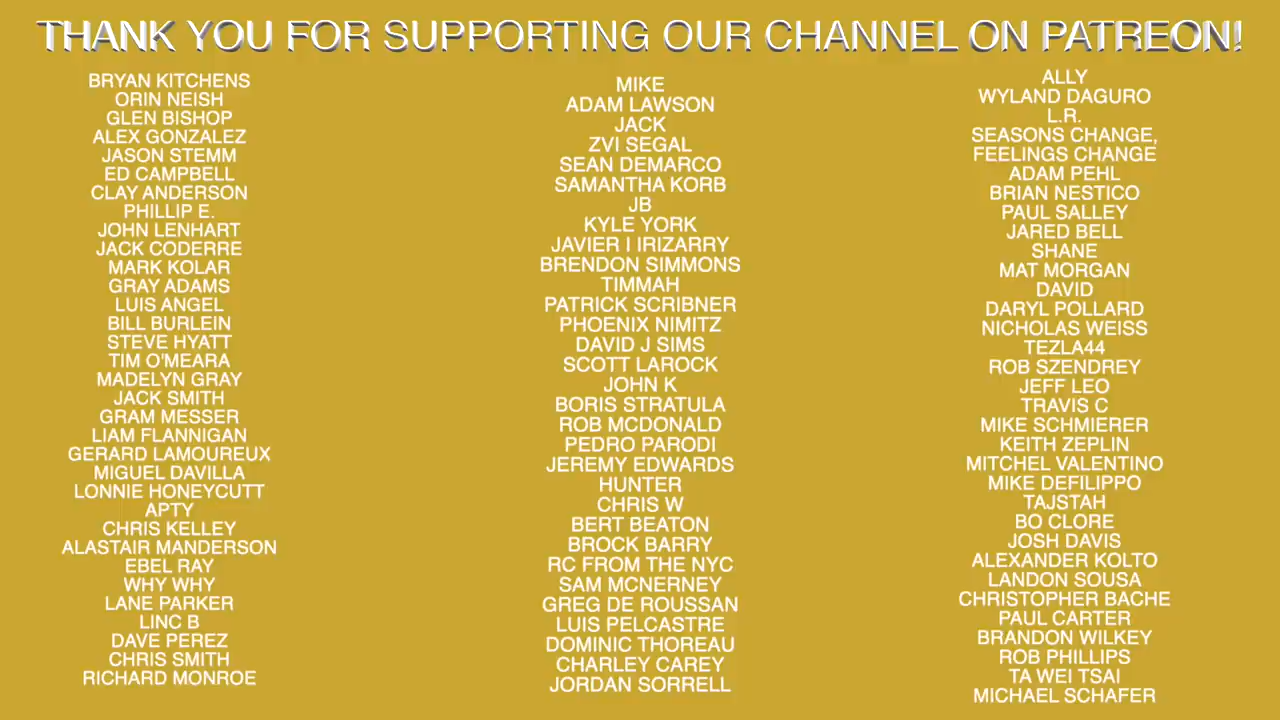 THANK YOU FOR SUPPORTING OUR CHANNEL ON PATREON!
BRYAN KITCHENS
ORIN NEISH
GLEN BISHOP
ALEX GONZALEZ
JASON STEMM
ED CAMPBELL
CLAY ANDERSON
PHILLIP E.
JOHN LENHART
JACK CODERRE
MARK KOLAR
GRAY ADAMS
LUIS ANGEL
BILL BURLEIN
STEVE HYATT
TIM O'MEARA
MADELYN GRAY
JACK SMITH
GRAM MESSER
LIAM FLANNIGAN
GERARD LAMOUREUX
MIGUEL DAVILLA
LONNIE HONEYCUTT
APTY
CHRIS KELLEY
ALASTAIR MANDERSON
EBEL RAY
WHY WHY
LANE PARKER
LINC B
DAVE PEREZ
CHRIS SMITH
RICHARD MONROE
MIKE
ADAM LAWSON
JACK
ZVI SEGAL
SEAN DEMARCO
SAMANTHA KORB
JB
KYLE YORK
JAVIER I IRIZARRY
BRENDON SIMMONS
TIMMAH
PATRICK SCRIBNER
PHOENIX NIMITZ
DAVID J SIMS
SCOTT LAROCK
JOHN K
BORIS STRATULA
ROB MCDONALD
PEDRO PARODI
JEREMY EDWARDS
HUNTER
CHRIS W
BERT BEATON
BROCK BARRY
RC FROM THE NYC
SAM MCNERNEY
GREG DE ROUSSAN
LUIS PELCASTRE
DOMINIC THOREAU
CHARLEY CAREY
JORDAN SORRELL
ALLY
WYLAND DAGURO
L.R.
SEASONS CHANGE,
FEELINGS CHANGE
ADAM PEHL
BRIAN NESTICO
PAUL SALLEY
JARED BELL
SHANE
MAT MORGAN
DAVID
DARYL POLLARD
NICHOLAS WEISS
TEZLA44
ROB SZENDREY
JEFF LEO
TRAVIS C
MIKE SCHMIERER
KEITH ZEPLIN
MITCHEL VALENTINO
MIKE DEFILIPPO
TAJSTAH
BO CLORE
JOSH DAVIS
ALEXANDER KOLTO
LANDON SOUSA
CHRISTOPHER BACHE
PAUL CARTER
BRANDON WILKEY
ROB PHILLIPS
TA WEI TSAI
MICHAEL SCHAFER